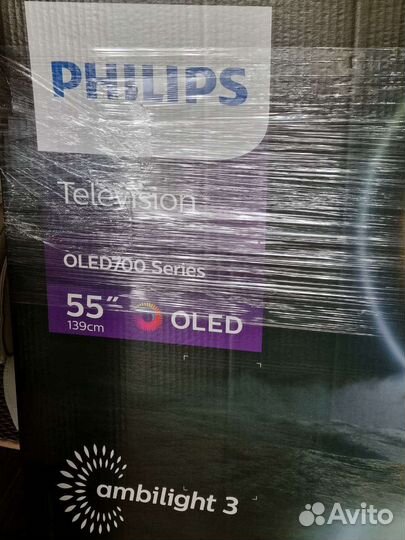 PHILIPS
Television
OLED700 Series
55″ OLED
139cm
ambilight 3
Avito